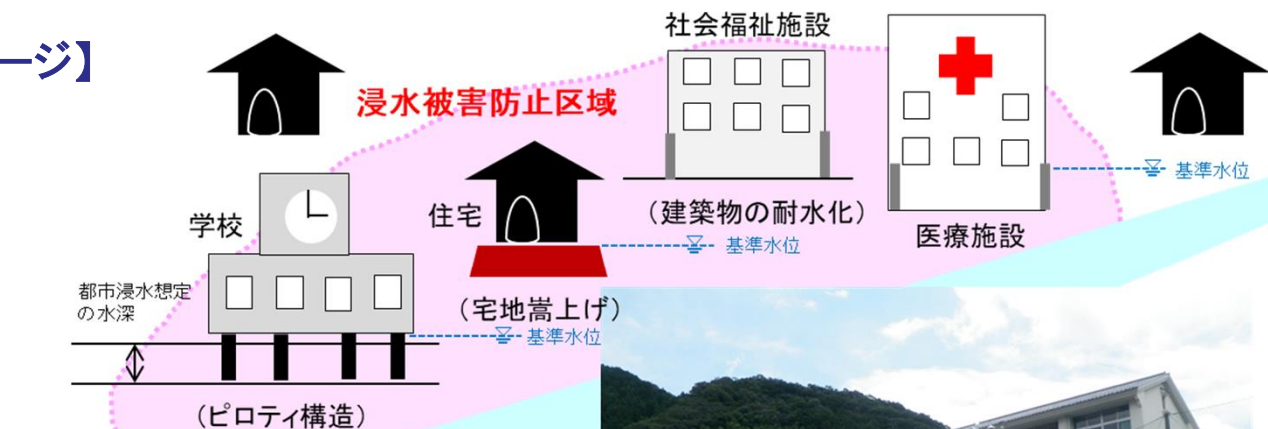 ージ】
社会福祉施設
浸水被害防止区域
基準水位
学校
住宅
（建築物の耐水化）
医療施設
基準水位
都市浸水想定
の水深
（宅地嵩上げ）
基準水位
（ピロティ構造）